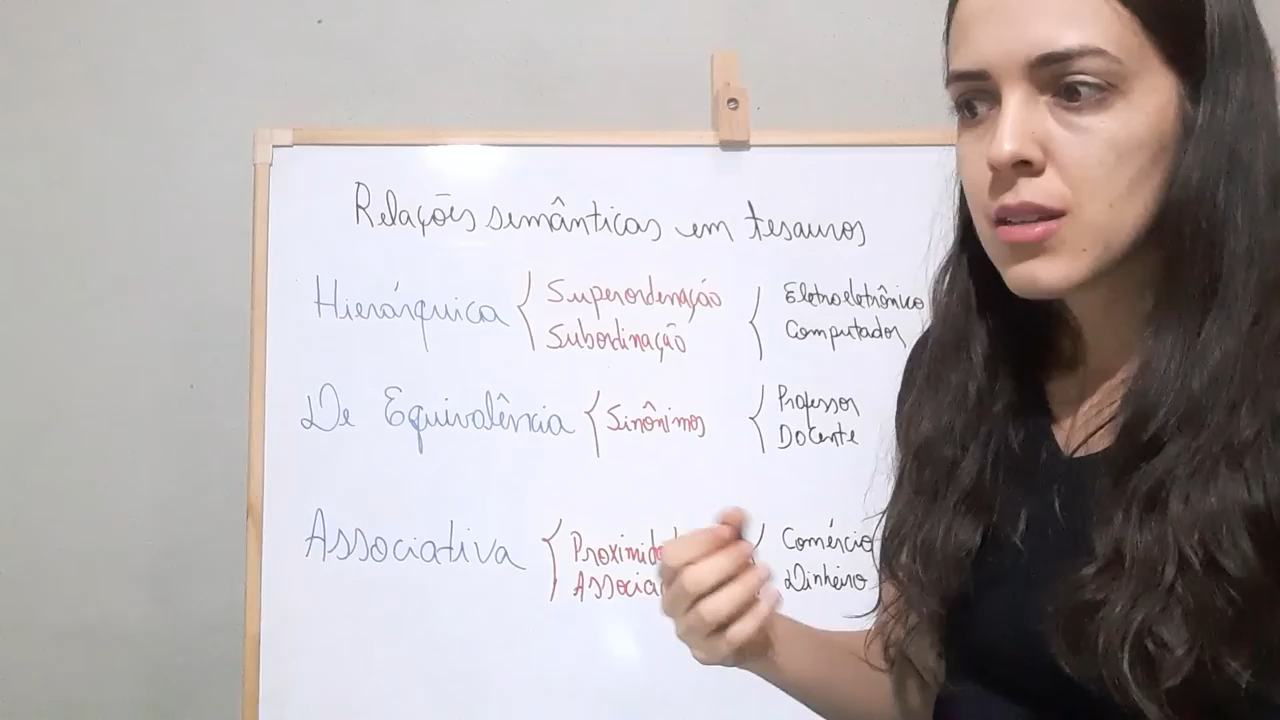 Relações semânticas em tesauros
Hierárquica { Superordenação { Eletroeletrônico
Subordinação Computador
De Equivalência { Sinônimos { Professor
Docente
Associativa { Comércio
Dinheiro